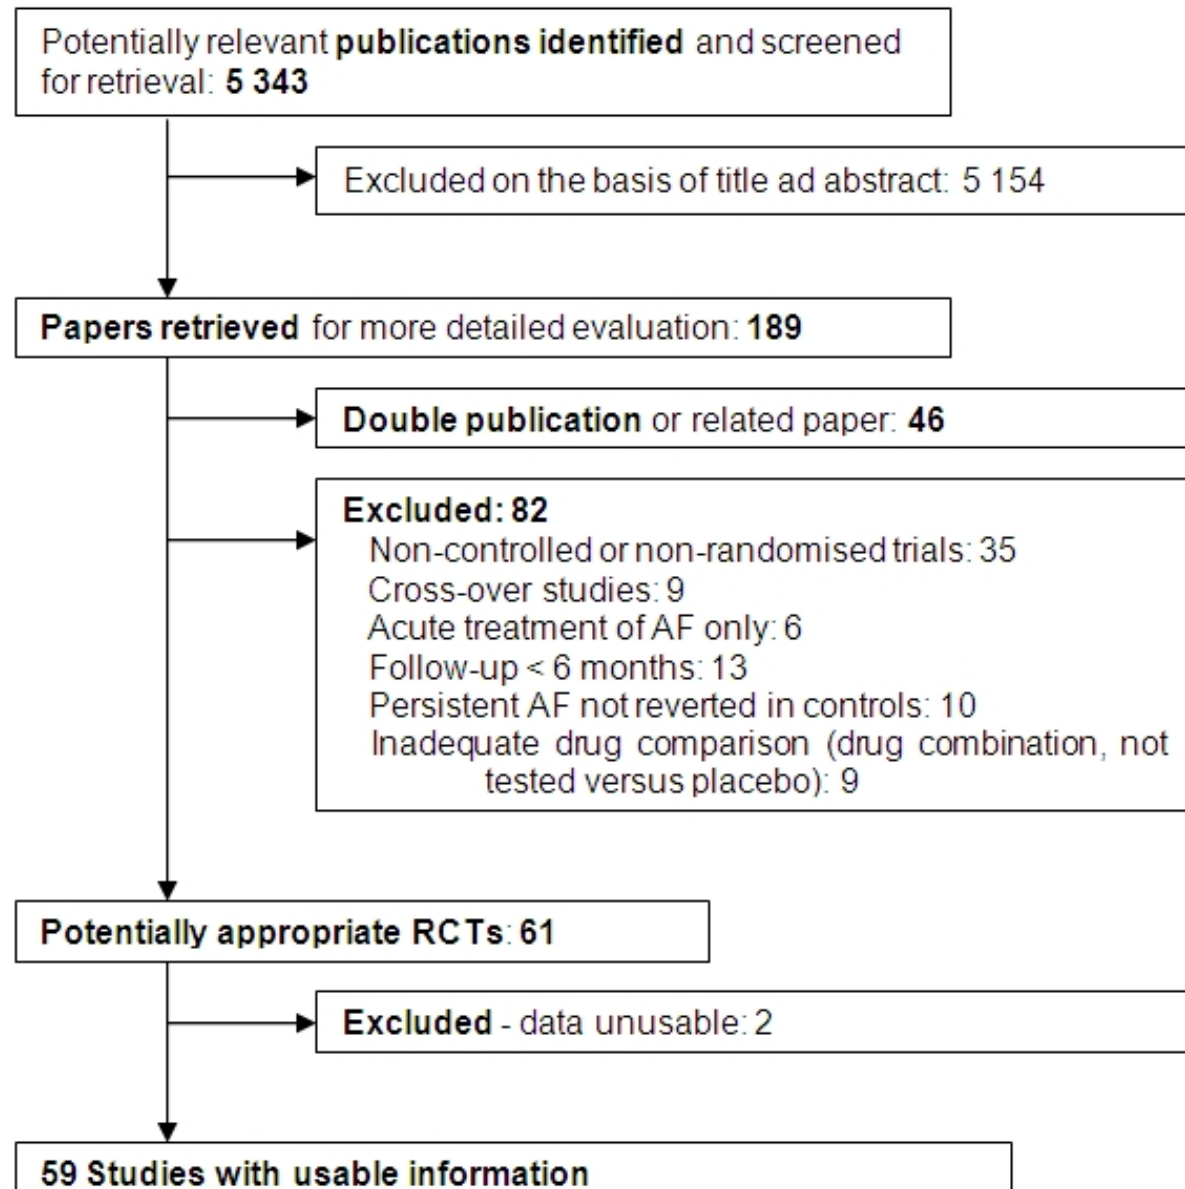 Potentially relevant publications identified and screened
for retrieval: 5 343
Excluded on the basis of title ad abstract: 5 154
Papers retrieved for more detailed evaluation: 189
Double publication or related paper: 46
Excluded: 82
Non-controlled or non-randomised trials: 35
Cross-over studies: 9
Acute treatment of AF only: 6
Follow-up < 6 months: 13
Persistent AF not reverted in controls: 10
Inadequate drug comparison (drug combination, not
tested versus placebo): 9
Potentially appropriate RCTs: 61
Excluded - data unusable: 2
59 Studies with usable information